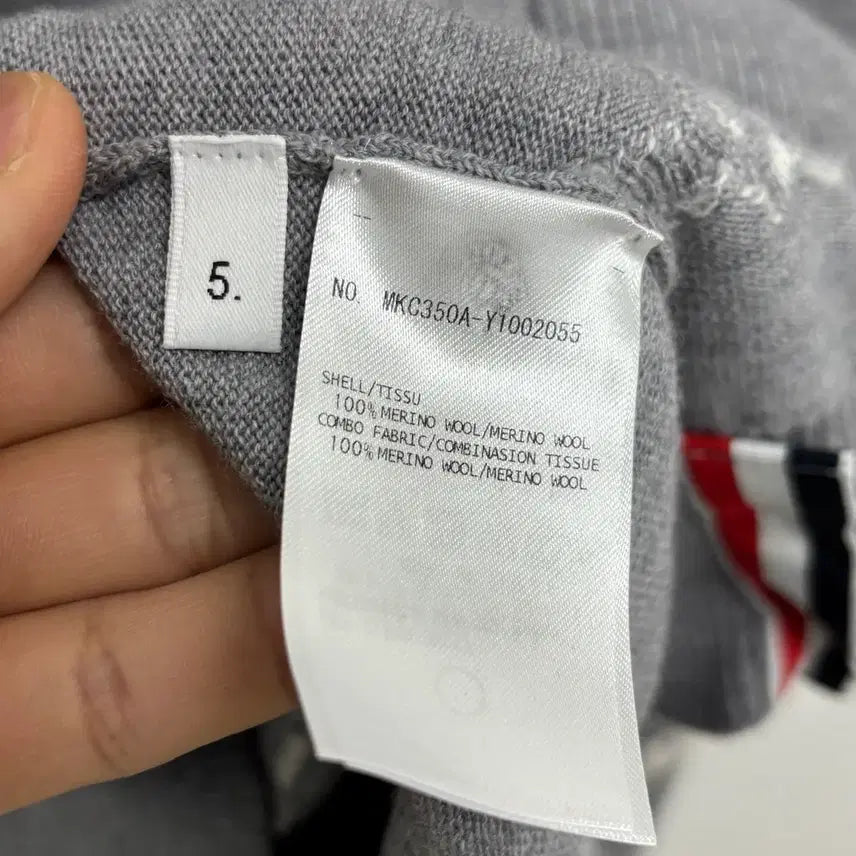 5.
NO. MKC350A-Y1002055
SHELL/TISSU
100% MERINO WOOL/MERINO WOOL
COMBO FABRIC/COMBINASION TISSUE
100% MERINO WOOL/MERINO WOOL